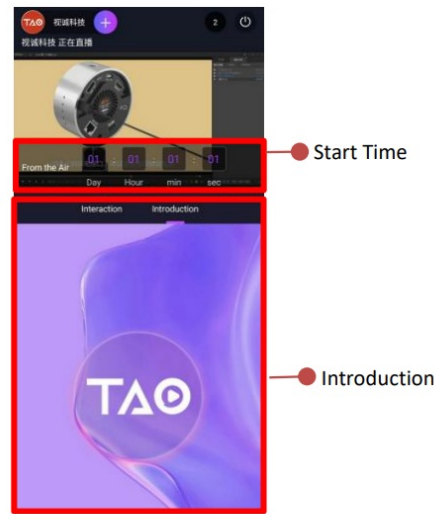 TAO 视诚科技 + 2
视诚科技 正在直播
From the Air 01 : 01 : 01 : 01
Day Hour min sec
Start Time
Interaction Introduction
TAO
Introduction